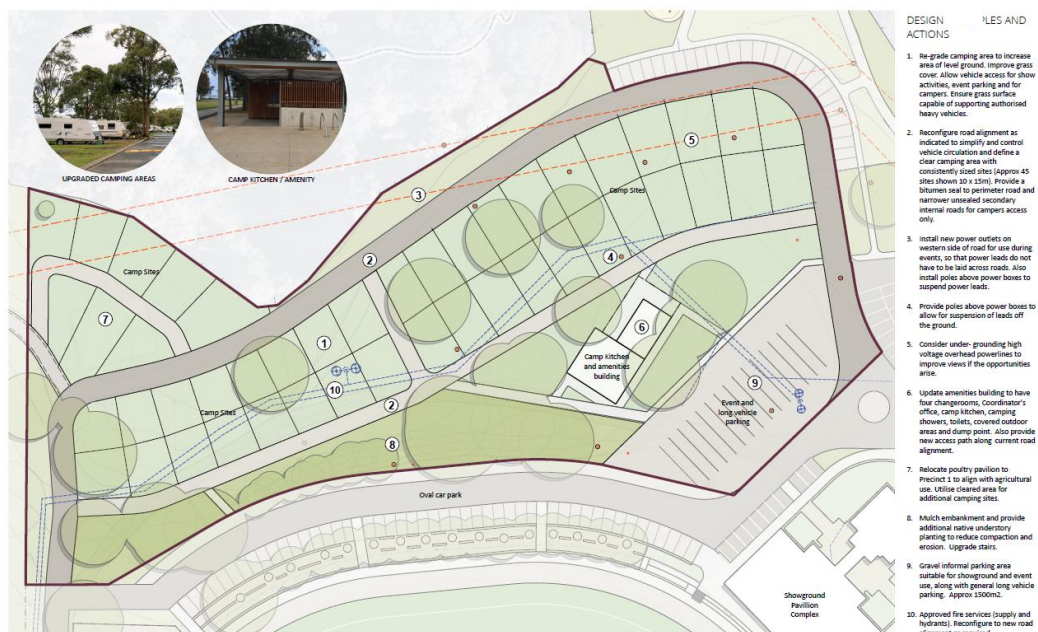 UPGRADED CAMPING AREAS
CAMP KITCHEN / AMENITY
3
5
Camp Sites
2
4
Camp Sites
7
1
6
Camp Kitchen
and amenities
building
10
9
Camp Sites
2
Event and
long vehicle
parking
8
Oval car park
Showground
Pavillion
Complex
DESIGN PLES AND
ACTIONS
1. Re-grade camping area to increase
area of level ground. Improve grass
cover. Allow vehicle access for show
activities, event parking and for
campers. Ensure grass surface
capable of supporting authorised
heavy vehicles.
2. Reconfigure road alignment as
indicated to simplify and control
vehicle circulation and define a
clear camping area with
consistently sized sites (Approx 45
sites shown 10 x 15m). Provide a
bitumen seal to perimeter road and
narrower unsealed secondary
internal roads for campers access
only.
3. Install new power outlets on
western side of road for use during
events, so that power leads do not
have to be laid across roads. Also
install poles above power boxes to
suspend power leads.
4. Provide poles above power boxes to
allow for suspension of leads off
the ground.
5. Consider under- grounding high
voltage overhead powerlines to
improve views if the opportunities
arise.
6. Update amenities building to have
four changerooms, Coordinator's
office, camp kitchen, camping
showers, toilets, covered outdoor
areas and dump point. Also provide
new access path along current road
alignment.
7. Relocate poultry pavilion to
Precinct 1 to align with agricultural
use. Utilise cleared area for
additional camping sites.
8. Mulch embankment and provide
additional native understory
planting to reduce compaction and
erosion. Upgrade stairs.
9. Gravel informal parking area
suitable for showground and event
use, along with general long vehicle
parking. Approx 1500m2.
10. Approved fire services (supply and
hydrants). Reconfigure to new road